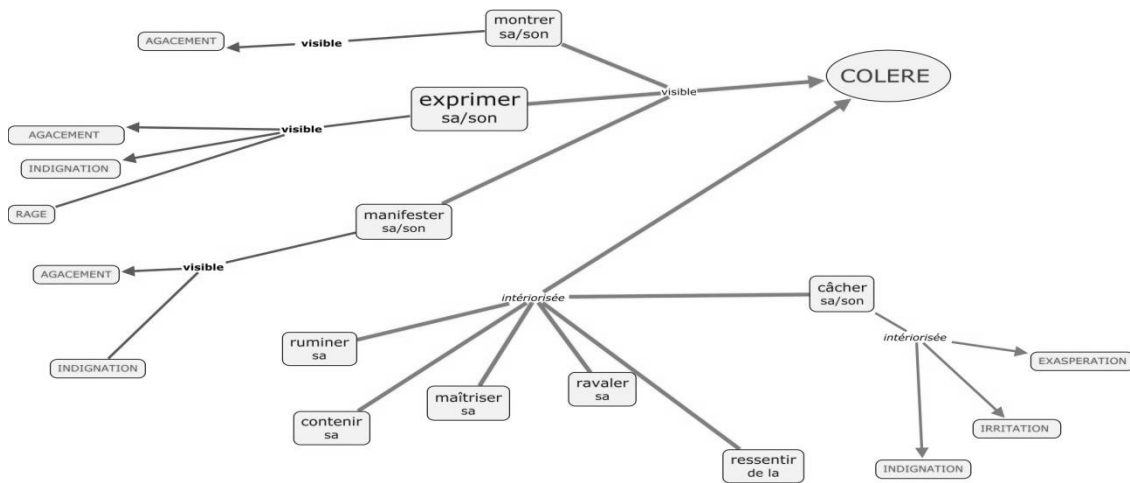 montrer
sa/son
AGACEMENT
visible
COLERE
visible
exprimer
sa/son
AGACEMENT
visible
INDIGNATION
RAGE
manifester
sa/son
AGACEMENT
visible
INDIGNATION
intériorisée
câcher
sa/son
ruminer
sa
intériorisée
EXASPERATION
maîtriser
sa
ravaler
sa
contenir
sa
IRRITATION
ressentir
de la
INDIGNATION